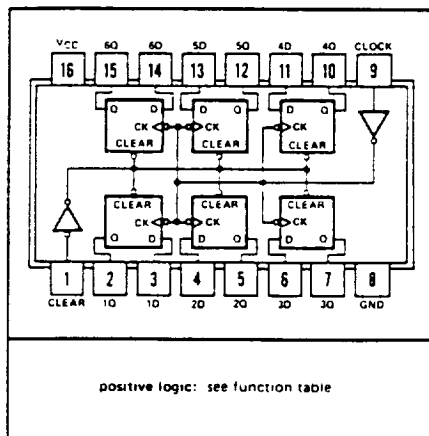 VCC 6Q 6D 5D 5Q 4D 4Q CLOCK
16 15 14 13 12 11 10 9
Q D D Q D Q
CK CK CK
CLEAR CLEAR CLEAR
CLEAR CLEAR CLEAR
CK CK CK
Q D D Q D Q
1 2 3 4 5 6 7 8
CLEAR 1Q 1D 2D 2Q 3D 3Q GND
positive logic: see function table